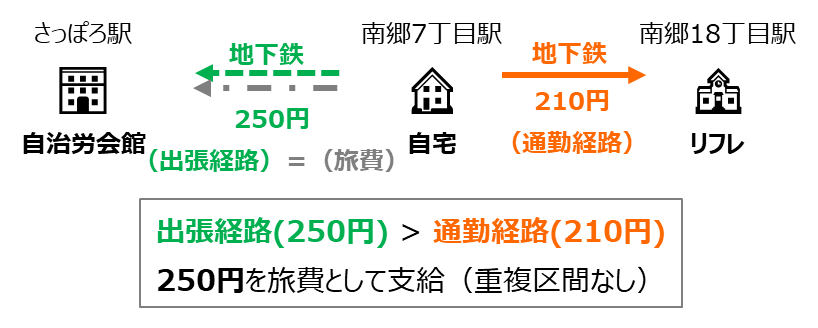 さっぽろ駅
南郷7丁目駅
南郷18丁目駅
地下鉄
地下鉄
250円
210円
自治労会館
(出張経路) = (旅費)
自宅
(通勤経路)
リフレ
出張経路(250円) > 通勤経路(210円)
250円を旅費として支給(重複区間なし)